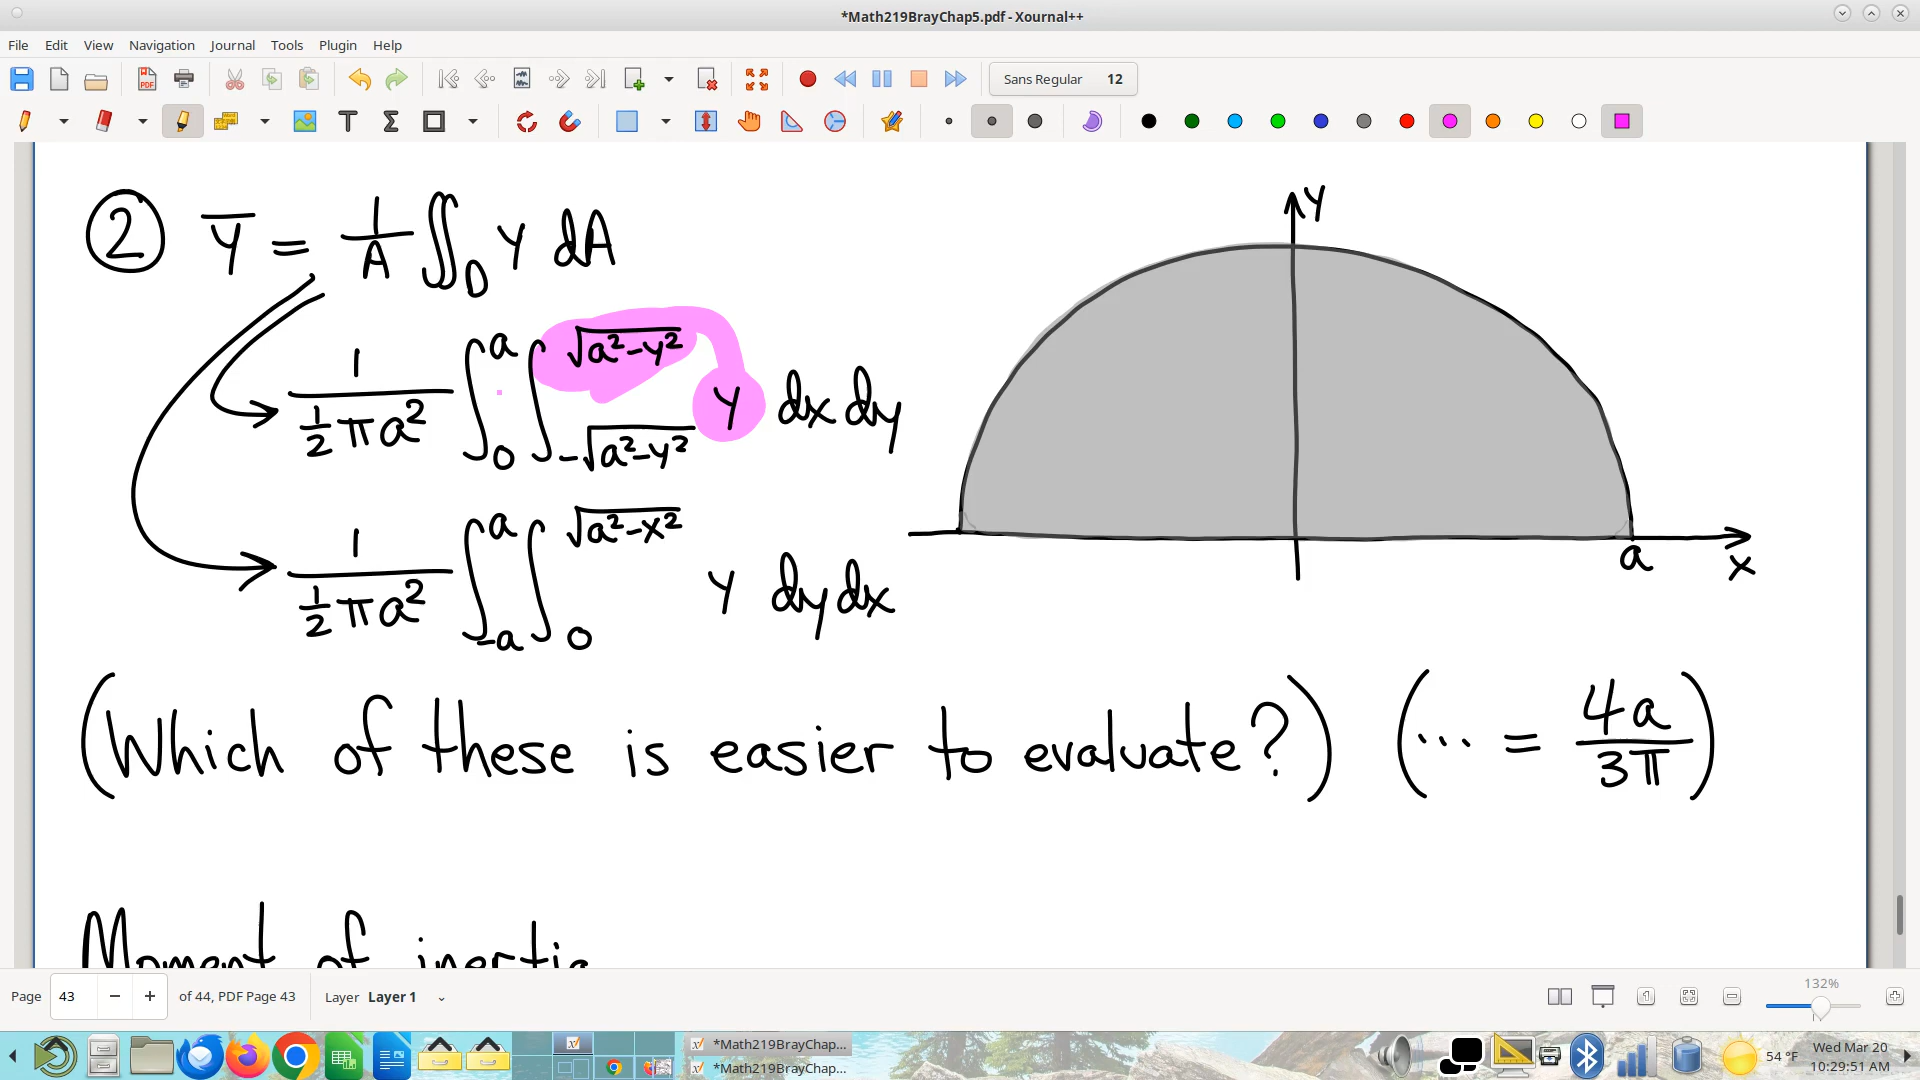 *Math219BrayChap5.pdf - Xournal++
File Edit View Navigation Journal Tools Plugin Help
Sans Regular 12
② ȳ = 1/A ∬_D y dA
1/(½πa²) ∫_0^a ∫_{-√(a²-y²)}^{√(a²-y²)} y dx dy
1/(½πa²) ∫_{-a}^a ∫_0^{√(a²-x²)} y dy dx
y
a
x
(Which of these is easier to evaluate?) (... = 4a/3π)
Moment of inertia
Page 43 of 44, PDF Page 43 Layer Layer 1
132%
*Math219BrayChap...
*Math219BrayChap...
54 °F
Wed Mar 20
10:29:51 AM